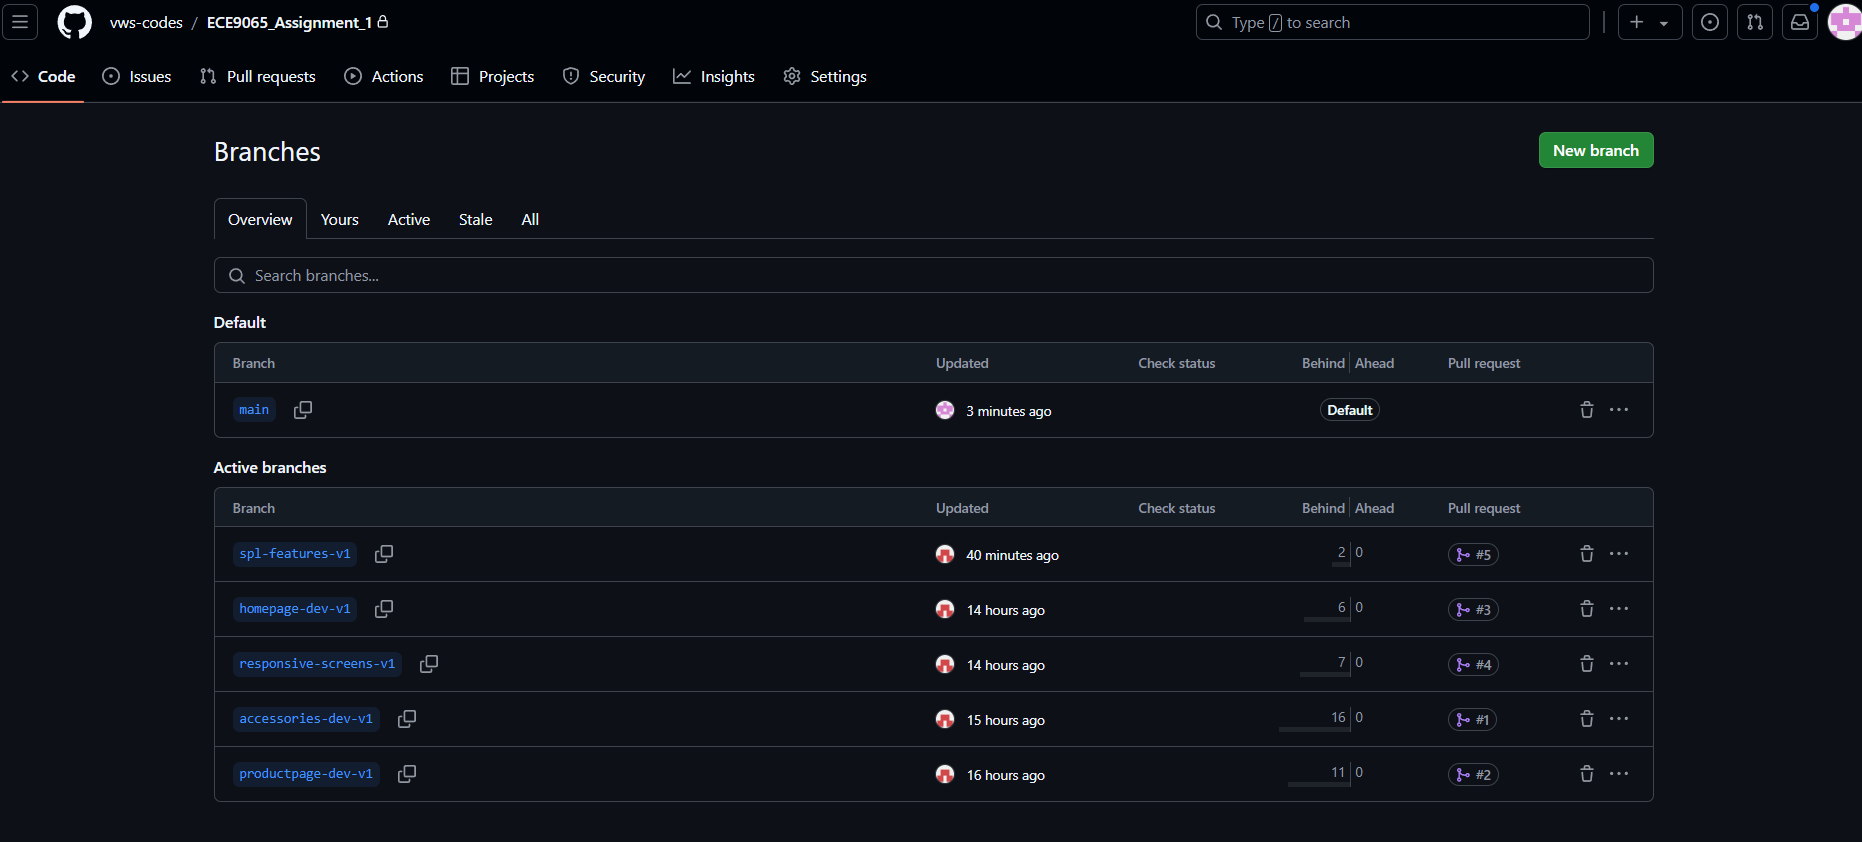 vws-codes / ECE9065_Assignment_1
Type / to search
Code Issues Pull requests Actions Projects Security Insights Settings
Branches
New branch
Overview Yours Active Stale All
Search branches...
Default
Branch Updated Check status Behind Ahead Pull request
main 3 minutes ago Default
Active branches
Branch Updated Check status Behind Ahead Pull request
spl-features-v1 40 minutes ago 2 0 #5
homepage-dev-v1 14 hours ago 6 0 #3
responsive-screens-v1 14 hours ago 7 0 #4
accessories-dev-v1 15 hours ago 16 0 #1
productpage-dev-v1 16 hours ago 11 0 #2